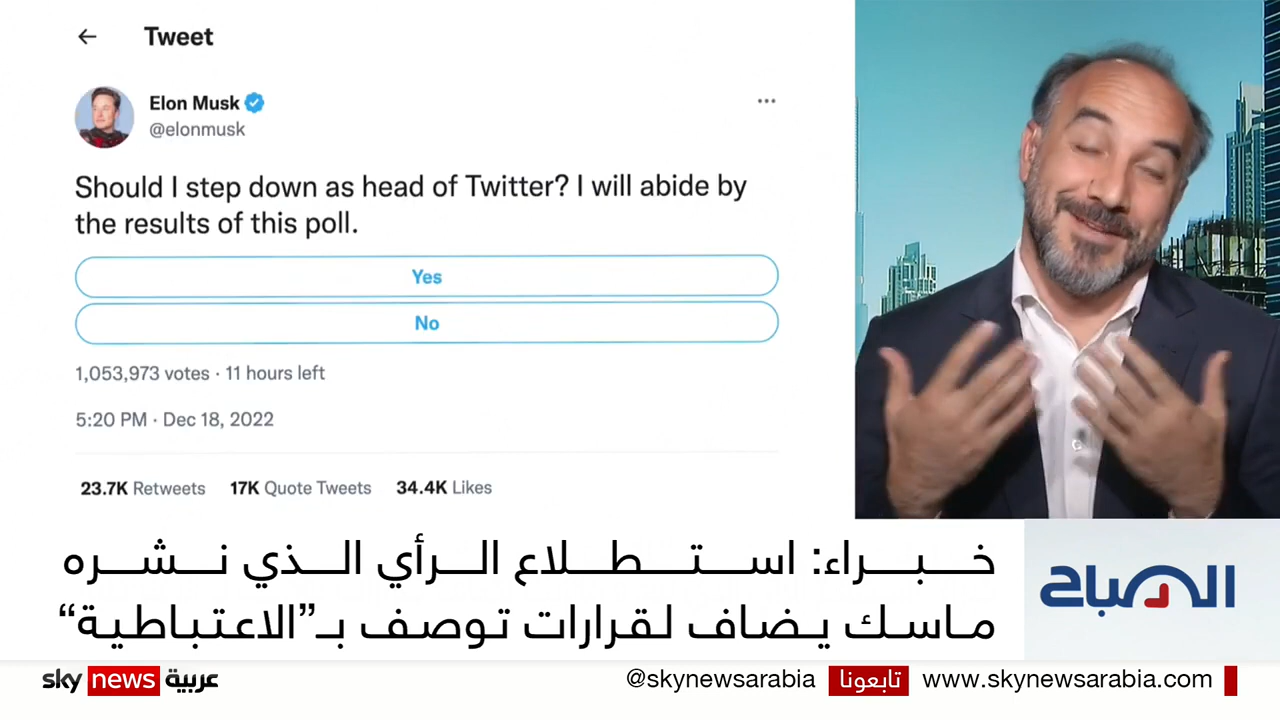 ← Tweet
Elon Musk
@elonmusk
Should I step down as head of Twitter? I will abide by
the results of this poll.
Yes
No
1,053,973 votes · 11 hours left
5:20 PM · Dec 18, 2022
23.7K Retweets 17K Quote Tweets 34.4K Likes
خبراء: استطلاع الرأي الذي نشره
ماسك يضاف لقرارات توصف بـ"الاعتباطية"
الصباح
sky news عربية
@skynewsarabia تابعونا www.skynewsarabia.com